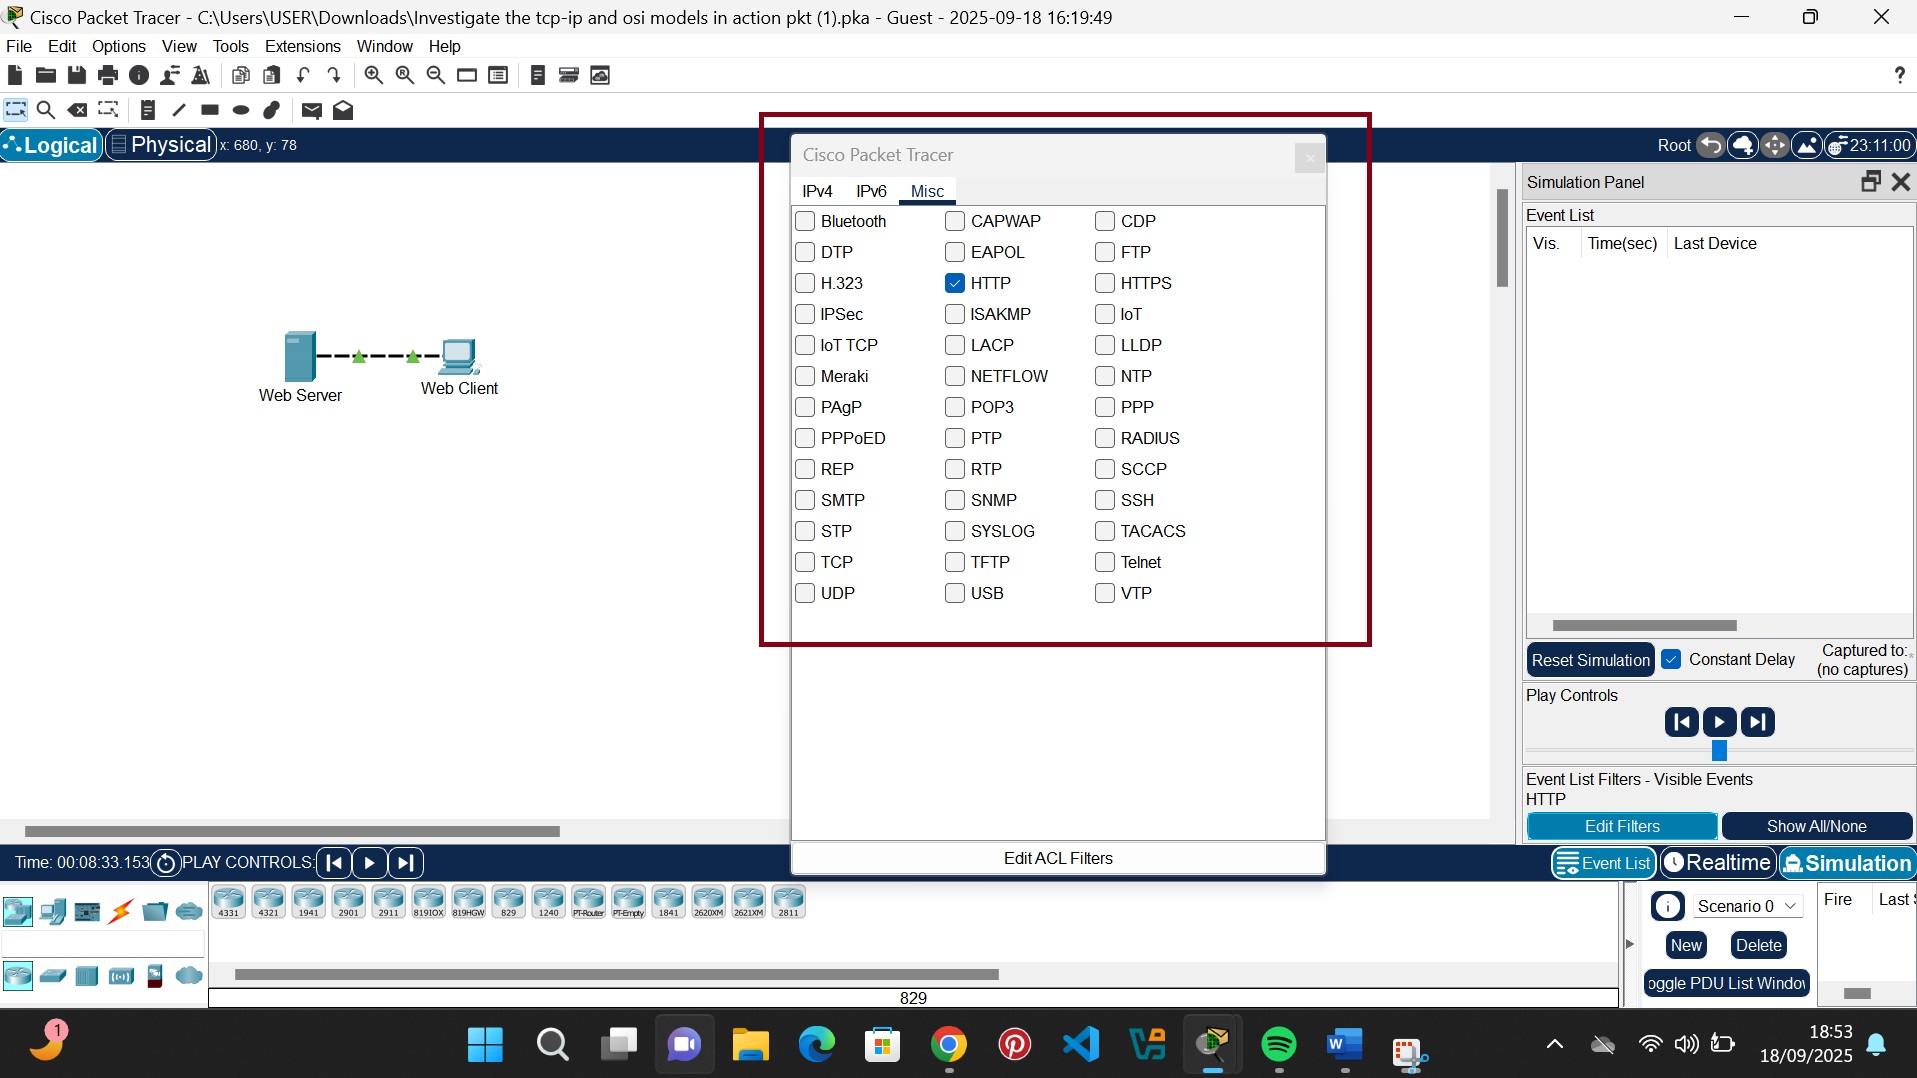 Cisco Packet Tracer - C:\Users\USER\Downloads\Investigate the tcp-ip and osi models in action pkt (1).pka - Guest - 2025-09-18 16:19:49
File Edit Options View Tools Extensions Window Help
?
Logical Physical x: 680, y: 78
Root 23:11:00
Cisco Packet Tracer
IPv4 IPv6 Misc
Bluetooth CAPWAP CDP
DTP EAPOL FTP
H.323 HTTP HTTPS
IPSec ISAKMP IoT
IoT TCP LACP LLDP
Meraki NETFLOW NTP
PAgP POP3 PPP
PPPoED PTP RADIUS
REP RTP SCCP
SMTP SNMP SSH
STP SYSLOG TACACS
TCP TFTP Telnet
UDP USB VTP
Edit ACL Filters
Web Server
Web Client
Simulation Panel
Event List
Vis. Time(sec) Last Device
Reset Simulation Constant Delay Captured to:
(no captures)
Play Controls
Event List Filters - Visible Events
HTTP
Edit Filters Show All/None
Time: 00:08:33.153 PLAY CONTROLS:
Event List Realtime Simulation
4331 4321 1941 2901 2911 819IOX 819HGW 829 1240 PT-Router PT-Empty 1841 2620XM 2621XM 2811
829
Scenario 0
New Delete
oggle PDU List Windo
Fire Last
1
18:53
18/09/2025